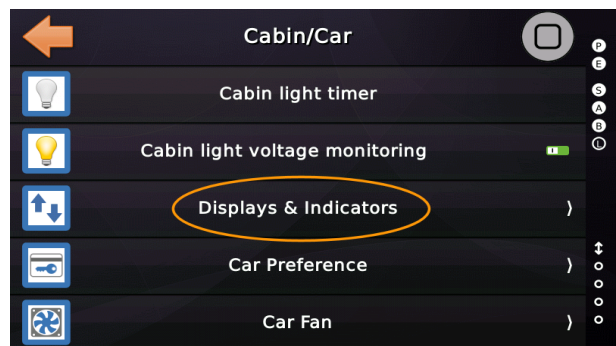 Cabin/Car
P
E
Cabin light timer
S
A
B
L
Cabin light voltage monitoring
Displays & Indicators
Car Preference
Car Fan